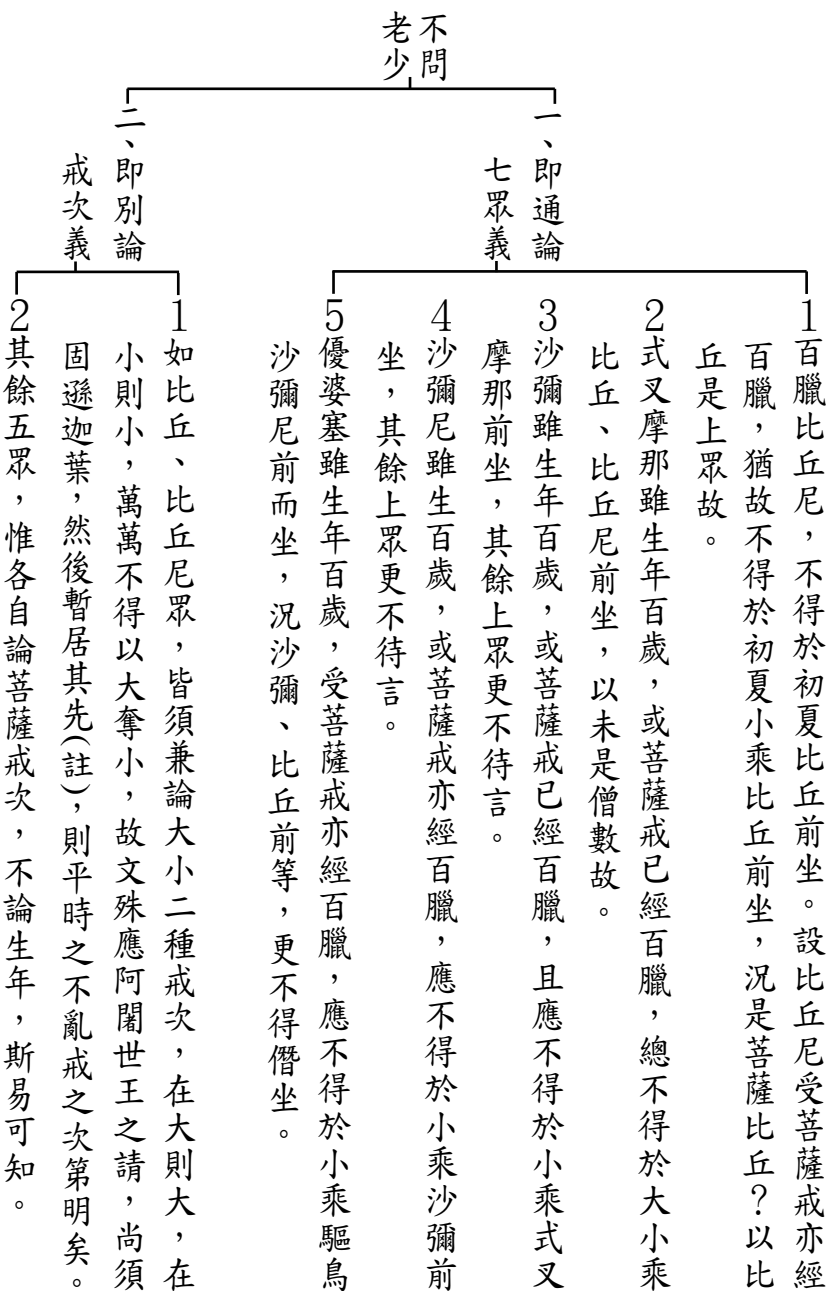 不問
老少
一、即通論
七眾義
1百臘比丘尼，不得於初夏比丘前坐。設比丘尼受菩薩戒亦經
百臘，猶故不得於初夏小乘比丘前坐，況是菩薩比丘？以比
丘是上眾故。
2式叉摩那雖生年百歲，或菩薩戒已經百臘，總不得於大小乘
比丘、比丘尼前坐，以未是僧數故。
3沙彌雖生年百歲，或菩薩戒已經百臘，且應不得於小乘式叉
摩那前坐，其餘上眾更不待言。
4沙彌尼雖生百歲，或菩薩戒亦經百臘，應不得於小乘沙彌前
坐，其餘上眾更不待言。
5優婆塞雖生年百歲，受菩薩戒亦經百臘，應不得於小乘驅烏
沙彌尼前而坐，況沙彌、比丘前等，更不得僭坐。
二、即別論
戒次義
1如比丘、比丘尼眾，皆須兼論大小二種戒次，在大則大，在
小則小，萬萬不得以大奪小，故文殊應阿闍世王之請，尚須
固遜迦葉，然後暫居其先(註)，則平時之不亂戒之次第明矣。
2其餘五眾，惟各自論菩薩戒次，不論生年，斯易可知。